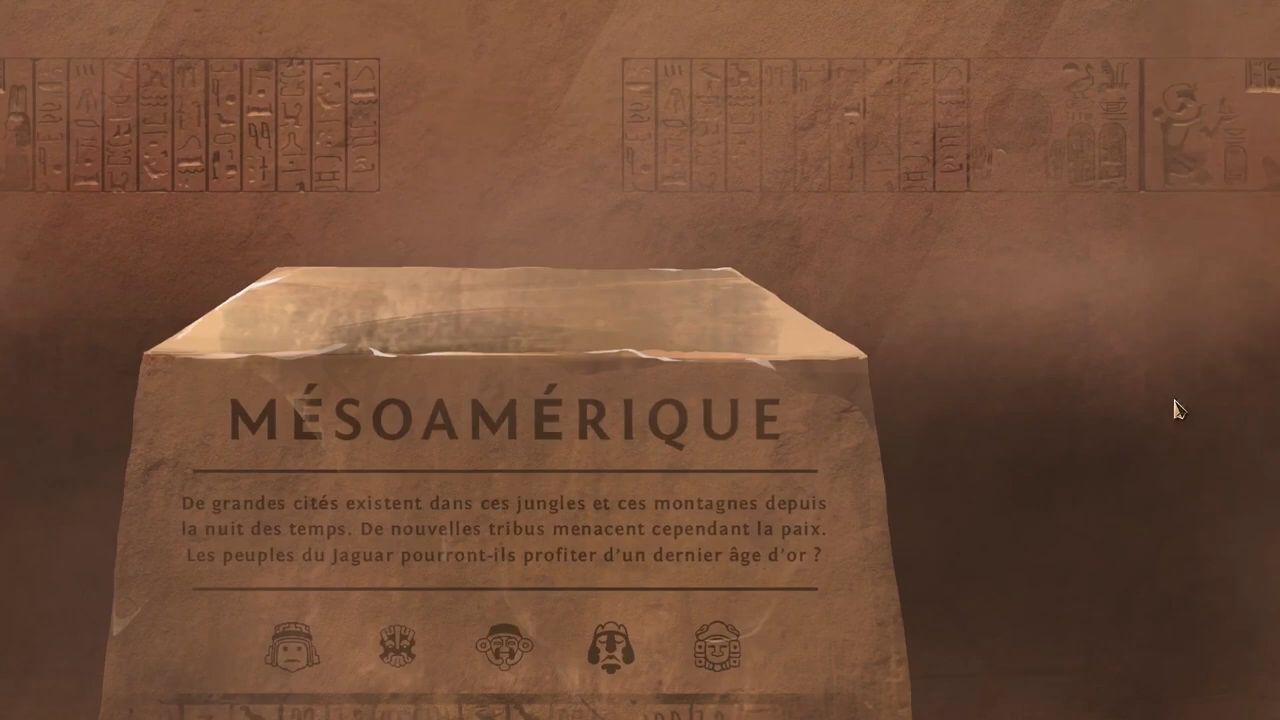 MÉSOAMÉRIQUE
De grandes cités existent dans ces jungles et ces montagnes depuis
la nuit des temps. De nouvelles tribus menacent cependant la paix.
Les peuples du Jaguar pourront-ils profiter d’un dernier âge d’or ?